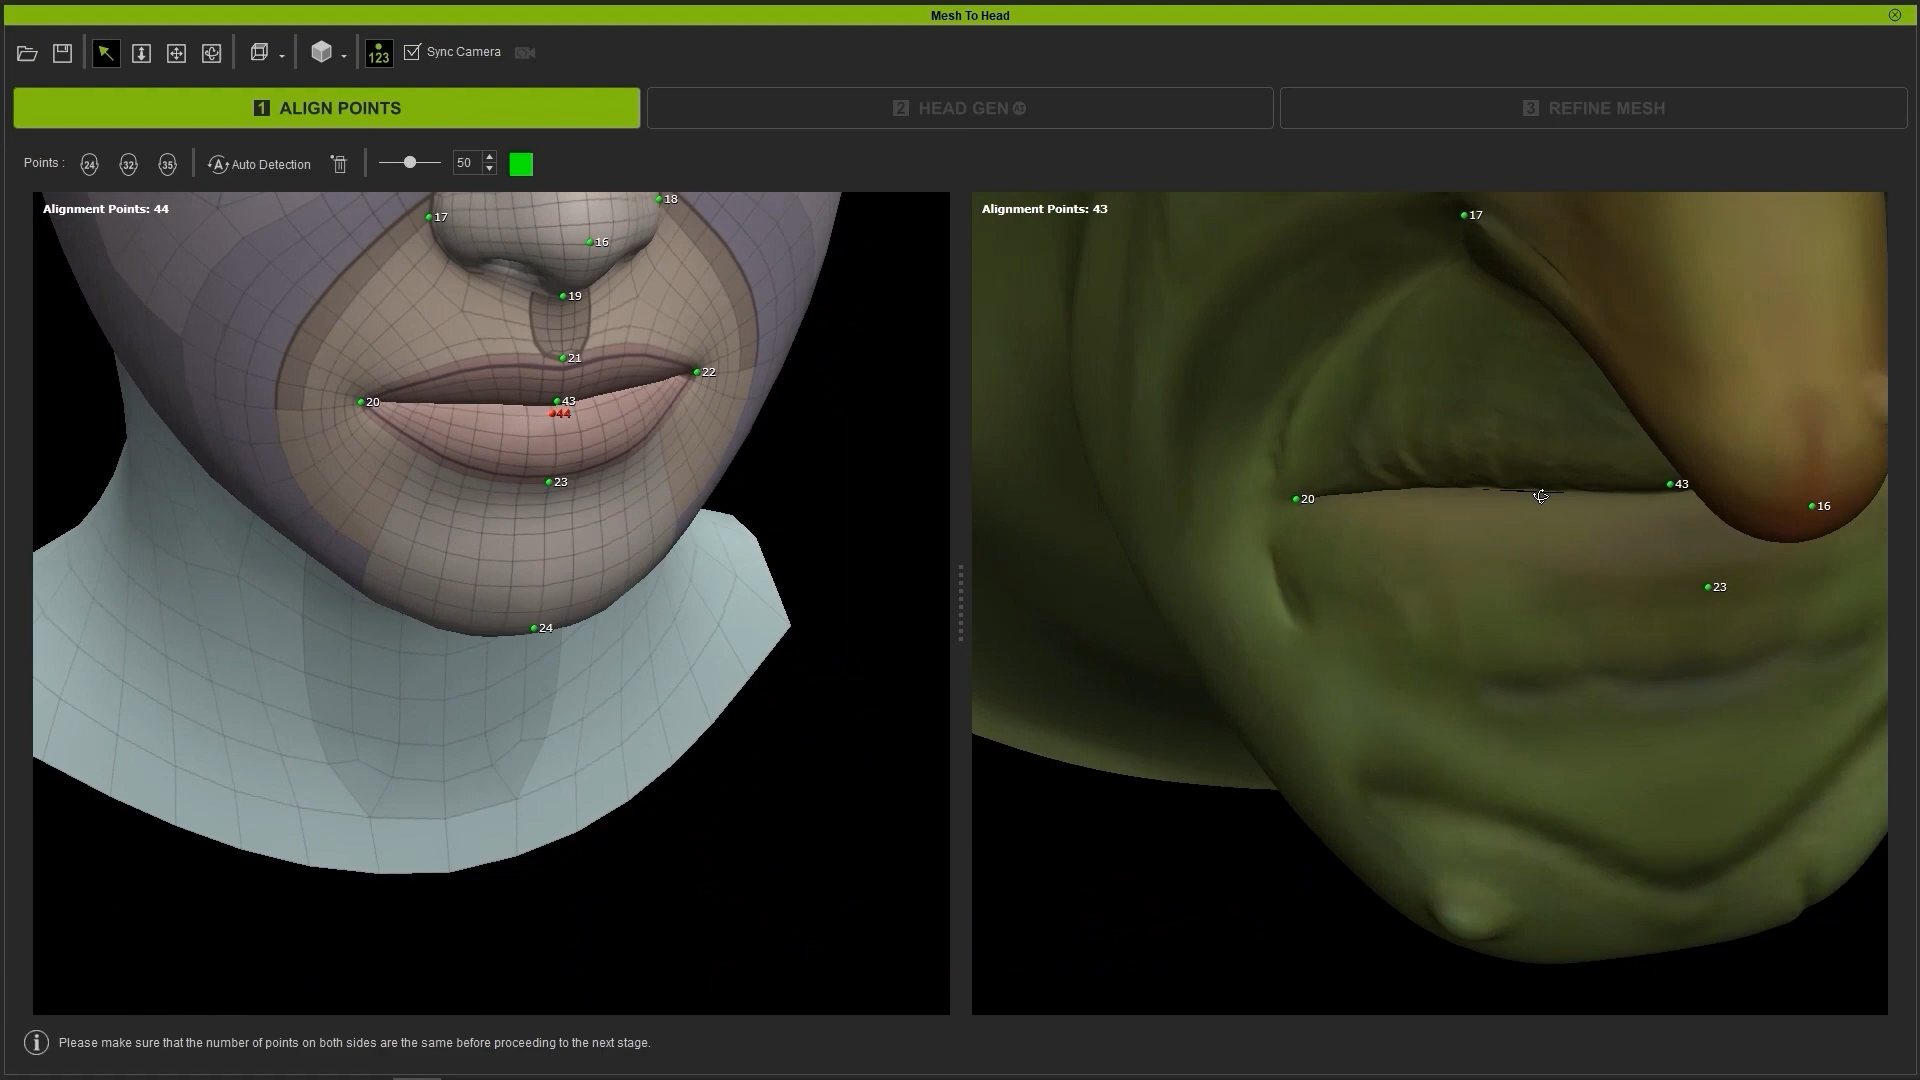 Mesh To Head
123
Sync Camera
1 ALIGN POINTS
2 HEAD GEN AI
3 REFINE MESH
Points :
24
32
35
A
Auto Detection
50
Alignment Points: 44
17
18
16
19
21
22
20
43
44
23
24
Alignment Points: 43
17
43
20
16
23
i
Please make sure that the number of points on both sides are the same before proceeding to the next stage.